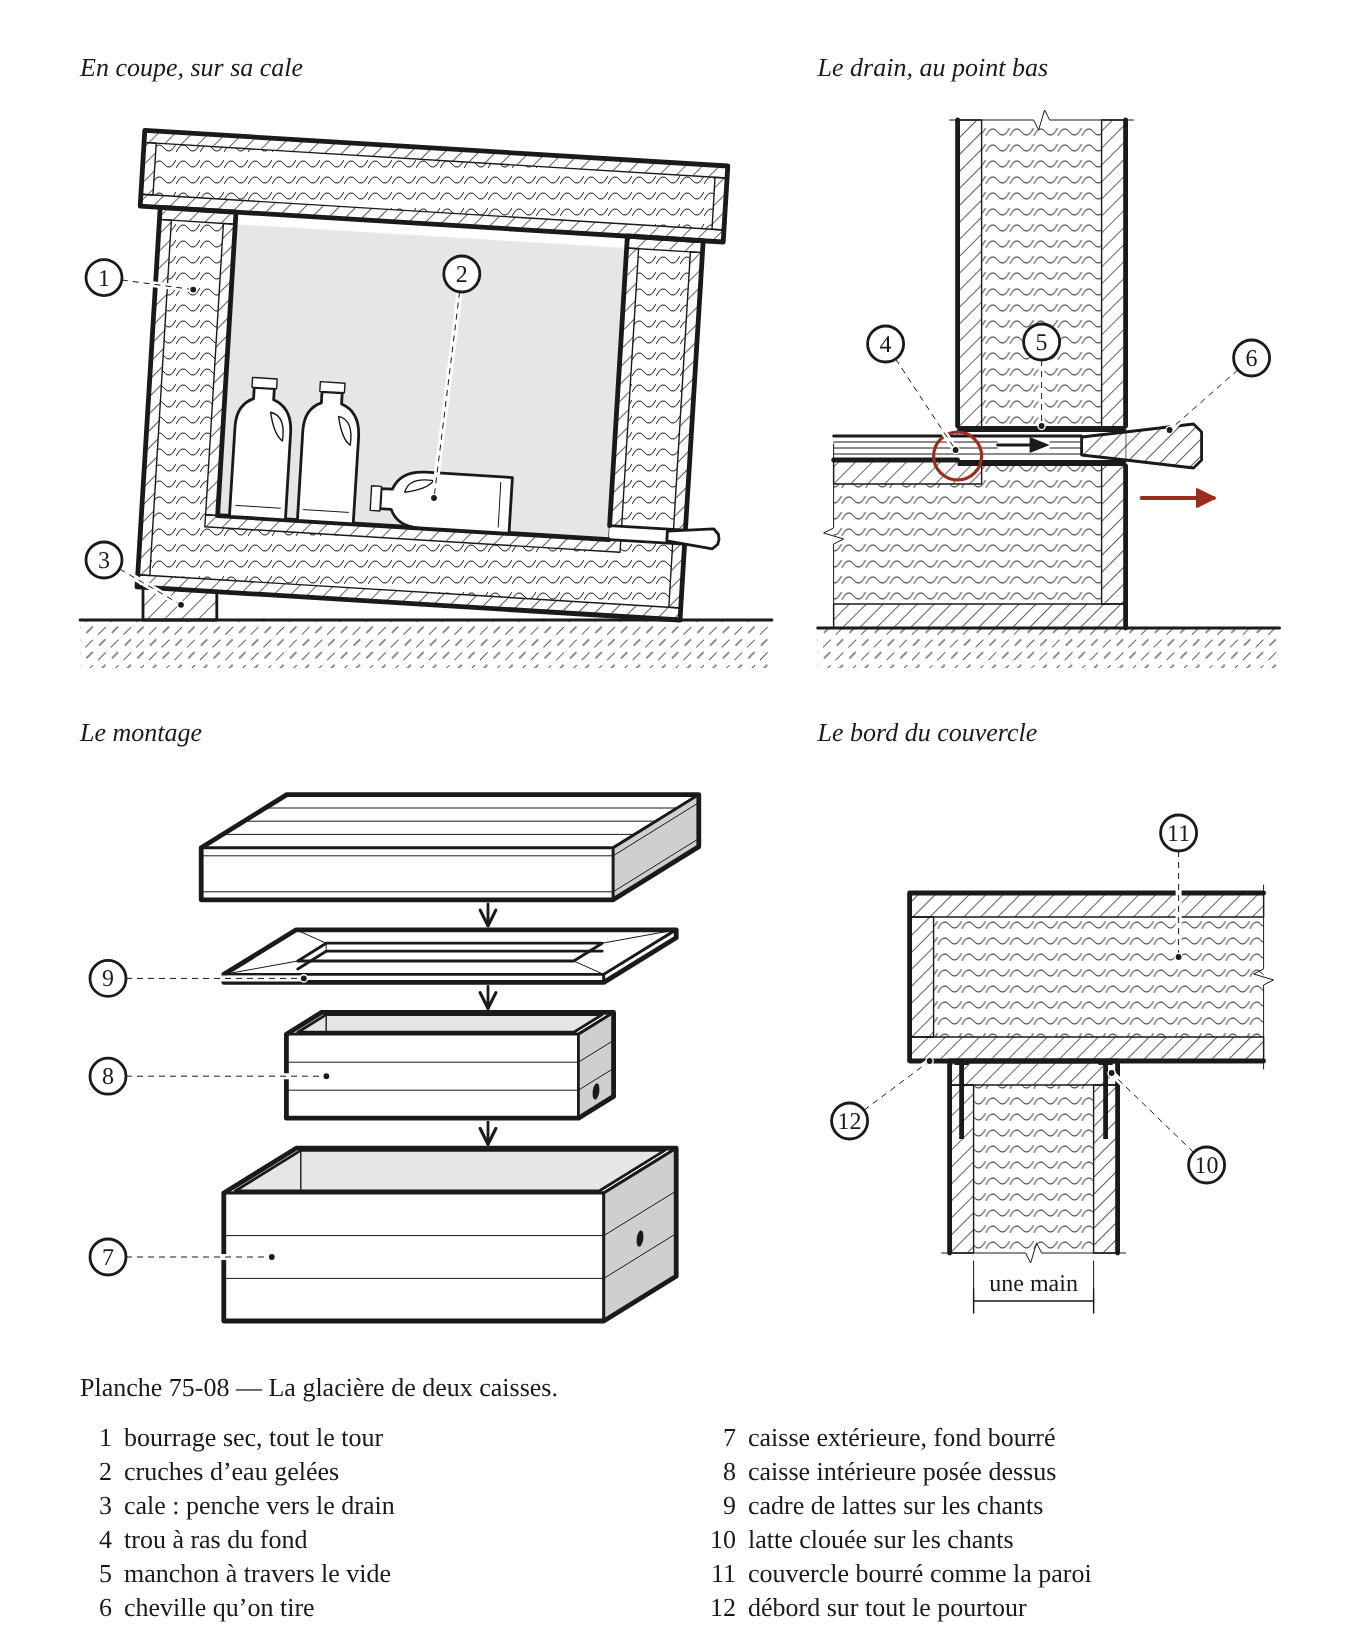 En coupe, sur sa cale
Le drain, au point bas
1
2
3
4
5
6
Le montage
Le bord du couvercle
9
8
7
11
12
10
une main
Planche 75-08 — La glacière de deux caisses.
1 bourrage sec, tout le tour
2 cruches d’eau gelées
3 cale : penche vers le drain
4 trou à ras du fond
5 manchon à travers le vide
6 cheville qu’on tire
7 caisse extérieure, fond bourré
8 caisse intérieure posée dessus
9 cadre de lattes sur les chants
10 latte clouée sur les chants
11 couvercle bourré comme la paroi
12 débord sur tout le pourtour